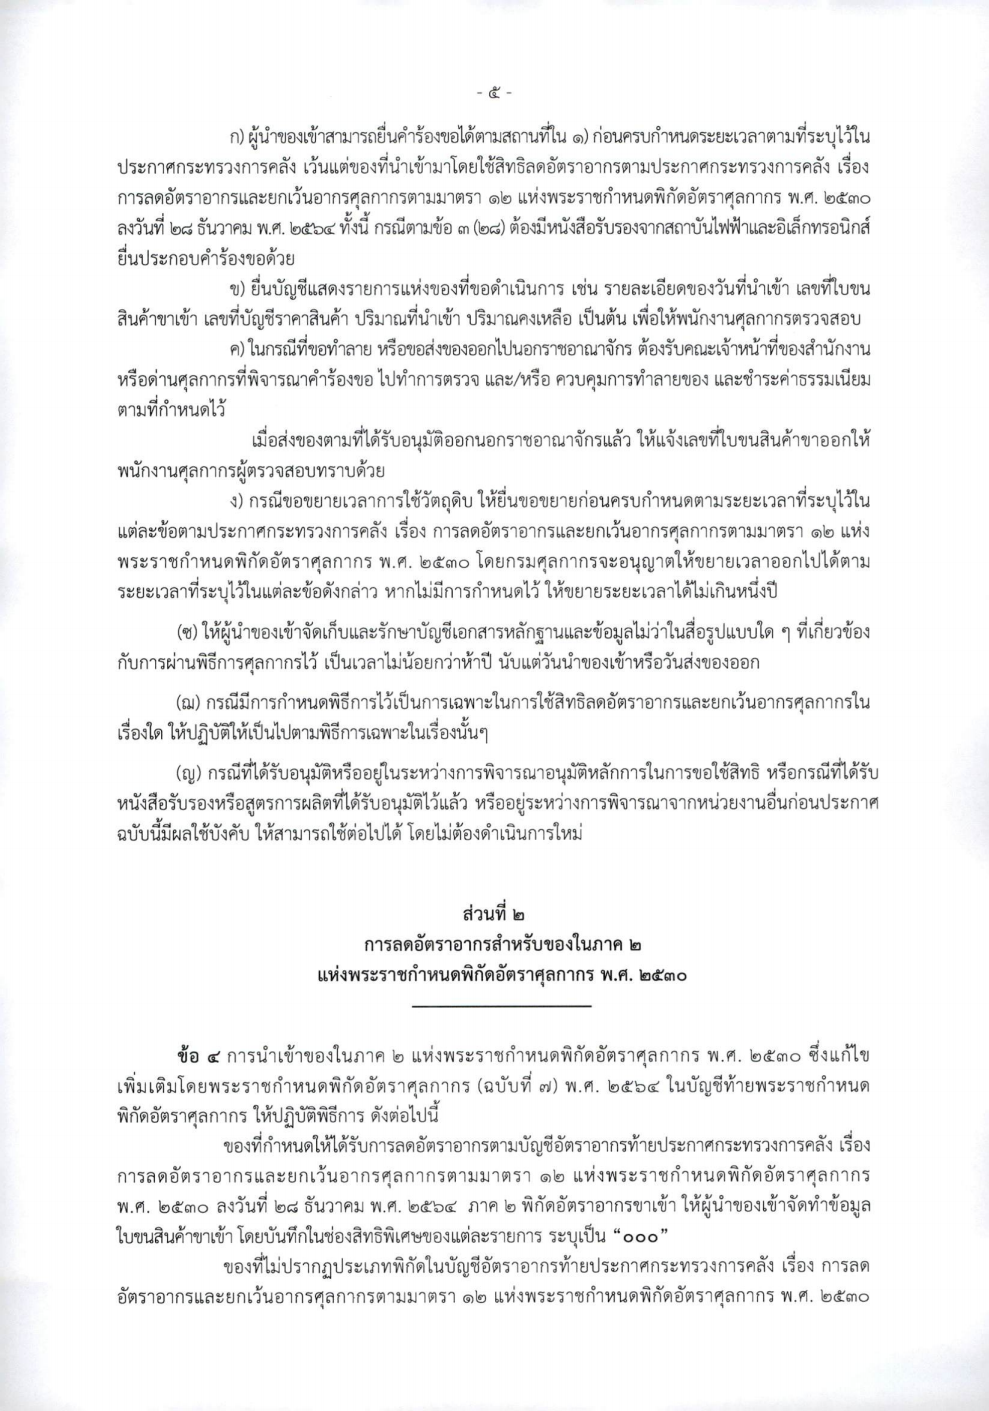 - ๕ -
ก) ผู้นำของเข้าสามารถยื่นคำร้องขอได้ตามสถานที่ใน ๑) ก่อนครบกำหนดระยะเวลาตามที่ระบุไว้ใน
ประกาศกระทรวงการคลัง เว้นแต่ของที่นำเข้ามาโดยใช้สิทธิลดอัตราอากรตามประกาศกระทรวงการคลัง เรื่อง
การลดอัตราอากรและยกเว้นอากรศุลกากรตามมาตรา ๑๒ แห่งพระราชกำหนดพิกัดอัตราศุลกากร พ.ศ. ๒๕๓๐
ลงวันที่ ๒๘ ธันวาคม พ.ศ. ๒๕๖๔ ทั้งนี้ กรณีตามข้อ ๓ (๒๘) ต้องมีหนังสือรับรองจากสถาบันไฟฟ้าและอิเล็กทรอนิกส์
ยื่นประกอบคำร้องขอด้วย
ข) ยื่นบัญชีแสดงรายการแห่งของที่ขอดำเนินการ เช่น รายละเอียดของวันที่นำเข้า เลขที่ใบขน
สินค้าขาเข้า เลขที่บัญชีราคาสินค้า ปริมาณที่นำเข้า ปริมาณคงเหลือ เป็นต้น เพื่อให้พนักงานศุลกากรตรวจสอบ
ค) ในกรณีที่ขอทำลาย หรือขอส่งของออกไปนอกราชอาณาจักร ต้องรับคณะเจ้าหน้าที่ของสำนักงาน
หรือด่านศุลกากรที่พิจารณาคำร้องขอ ไปทำการตรวจ และ/หรือ ควบคุมการทำลายของ และชำระค่าธรรมเนียม
ตามที่กำหนดไว้
เมื่อส่งของตามที่ได้รับอนุมัติออกนอกราชอาณาจักรแล้ว ให้แจ้งเลขที่ใบขนสินค้าขาออกให้
พนักงานศุลกากรผู้ตรวจสอบทราบด้วย
ง) กรณีขอขยายเวลาการใช้วัตถุดิบ ให้ยื่นขอขยายก่อนครบกำหนดตามระยะเวลาที่ระบุไว้ใน
แต่ละข้อตามประกาศกระทรวงการคลัง เรื่อง การลดอัตราอากรและยกเว้นอากรศุลกากรตามมาตรา ๑๒ แห่ง
พระราชกำหนดพิกัดอัตราศุลกากร พ.ศ. ๒๕๓๐ โดยกรมศุลกากรจะอนุญาตให้ขยายเวลาออกไปได้ตาม
ระยะเวลาที่ระบุไว้ในแต่ละข้อดังกล่าว หากไม่มีการกำหนดไว้ ให้ขยายระยะเวลาได้ไม่เกินหนึ่งปี
(ซ) ให้ผู้นำของเข้าจัดเก็บและรักษาบัญชีเอกสารหลักฐานและข้อมูลไม่ว่าในสื่อรูปแบบใด ๆ ที่เกี่ยวข้อง
กับการผ่านพิธีการศุลกากรไว้ เป็นเวลาไม่น้อยกว่าห้าปี นับแต่วันนำของเข้าหรือวันส่งของออก
(ฌ) กรณีมีการกำหนดพิธีการไว้เป็นการเฉพาะในการใช้สิทธิลดอัตราอากรและยกเว้นอากรศุลกากรใน
เรื่องใด ให้ปฏิบัติให้เป็นไปตามพิธีการเฉพาะในเรื่องนั้นๆ
(ญ) กรณีที่ได้รับอนุมัติหรืออยู่ในระหว่างการพิจารณาอนุมัติหลักการในการขอใช้สิทธิ หรือกรณีที่ได้รับ
หนังสือรับรองหรือสูตรการผลิตที่ได้รับอนุมัติไว้แล้ว หรืออยู่ระหว่างการพิจารณาจากหน่วยงานอื่นก่อนประกาศ
ฉบับนี้มีผลใช้บังคับ ให้สามารถใช้ต่อไปได้ โดยไม่ต้องดำเนินการใหม่
ส่วนที่ ๒
การลดอัตราอากรสำหรับของในภาค ๒
แห่งพระราชกำหนดพิกัดอัตราศุลกากร พ.ศ. ๒๕๓๐
ข้อ ๔ การนำเข้าของในภาค ๒ แห่งพระราชกำหนดพิกัดอัตราศุลกากร พ.ศ. ๒๕๓๐ ซึ่งแก้ไข
เพิ่มเติมโดยพระราชกำหนดพิกัดอัตราศุลกากร (ฉบับที่ ๗) พ.ศ. ๒๕๖๔ ในบัญชีท้ายพระราชกำหนด
พิกัดอัตราศุลกากร ให้ปฏิบัติพิธีการ ดังต่อไปนี้
ของที่กำหนดให้ได้รับการลดอัตราอากรตามบัญชีอัตราอากรท้ายประกาศกระทรวงการคลัง เรื่อง
การลดอัตราอากรและยกเว้นอากรศุลกากรตามมาตรา ๑๒ แห่งพระราชกำหนดพิกัดอัตราศุลกากร
พ.ศ. ๒๕๓๐ ลงวันที่ ๒๘ ธันวาคม พ.ศ. ๒๕๖๔ ภาค ๒ พิกัดอัตราอากรขาเข้า ให้ผู้นำของเข้าจัดทำข้อมูล
ใบขนสินค้าขาเข้า โดยบันทึกในช่องสิทธิพิเศษของแต่ละรายการ ระบุเป็น “๐๐๐”
ของที่ไม่ปรากฏประเภทพิกัดในบัญชีอัตราอากรท้ายประกาศกระทรวงการคลัง เรื่อง การลด
อัตราอากรและยกเว้นอากรศุลกากรตามมาตรา ๑๒ แห่งพระราชกำหนดพิกัดอัตราศุลกากร พ.ศ. ๒๕๓๐